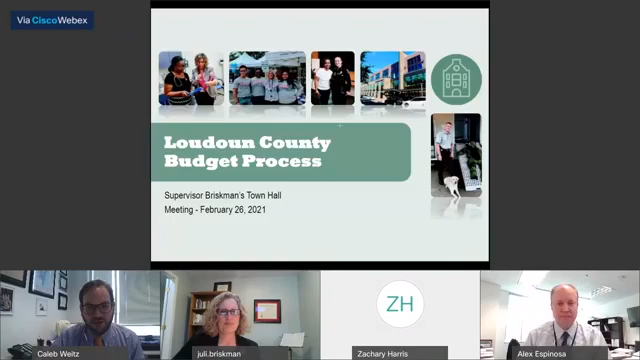 Via CiscoWebex
Loudoun County
Budget Process
Supervisor Briskman's Town Hall
Meeting - February 26, 2021
ZH
Caleb Weitz
juli.briskman
Zachary Harris
Alex Espinosa